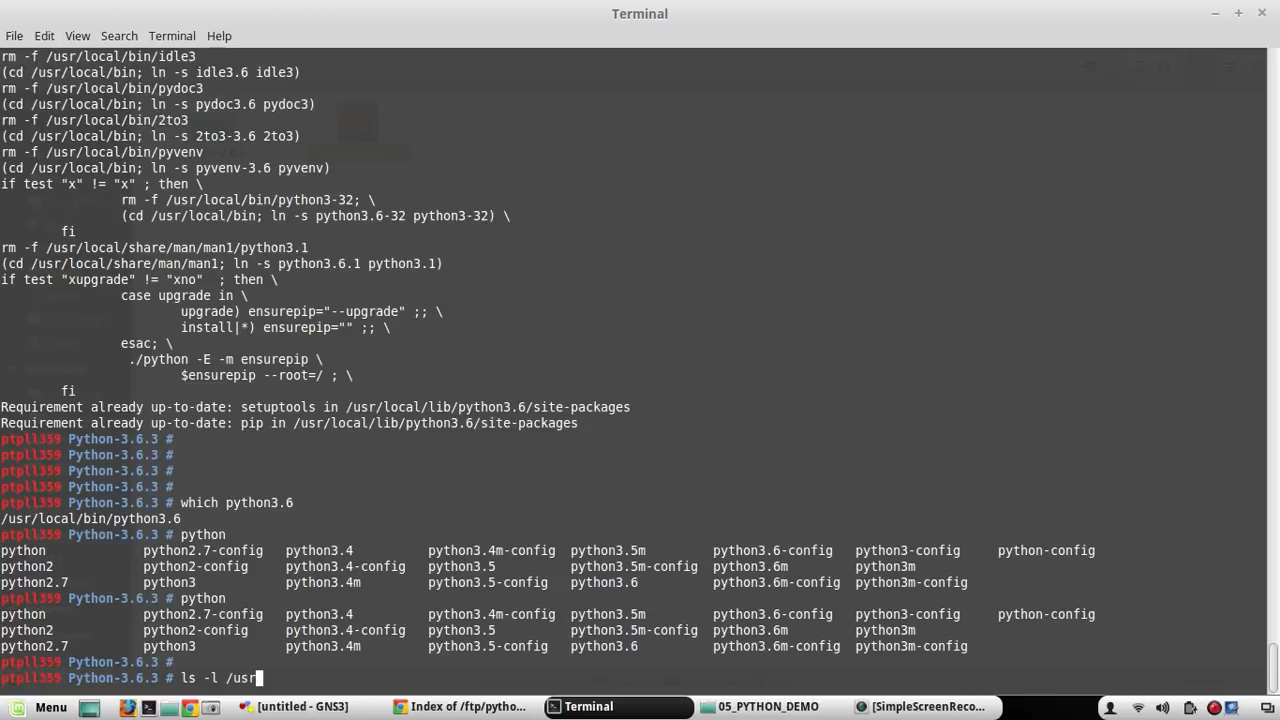 Terminal
File Edit View Search Terminal Help
rm -f /usr/local/bin/idle3
(cd /usr/local/bin; ln -s idle3.6 idle3)
rm -f /usr/local/bin/pydoc3
(cd /usr/local/bin; ln -s pydoc3.6 pydoc3)
rm -f /usr/local/bin/2to3
(cd /usr/local/bin; ln -s 2to3-3.6 2to3)
rm -f /usr/local/bin/pyvenv
(cd /usr/local/bin; ln -s pyvenv-3.6 pyvenv)
if test "x" != "x" ; then \
rm -f /usr/local/bin/python3-32; \
(cd /usr/local/bin; ln -s python3.6-32 python3-32) \
fi
rm -f /usr/local/share/man/man1/python3.1
(cd /usr/local/share/man/man1; ln -s python3.6.1 python3.1)
if test "xupgrade" != "xno"  ; then \
case upgrade in \
upgrade) ensurepip="--upgrade" ;; \
install|*) ensurepip="" ;; \
esac; \
./python -E -m ensurepip \
$ensurepip --root=/ ; \
fi
Requirement already up-to-date: setuptools in /usr/local/lib/python3.6/site-packages
Requirement already up-to-date: pip in /usr/local/lib/python3.6/site-packages
ptpll359 Python-3.6.3 #
ptpll359 Python-3.6.3 #
ptpll359 Python-3.6.3 #
ptpll359 Python-3.6.3 #
ptpll359 Python-3.6.3 # which python3.6
/usr/local/bin/python3.6
ptpll359 Python-3.6.3 # python
python python2.7-config python3.4 python3.4m-config python3.5m python3.6-config python3-config python-config
python2 python2-config python3.4-config python3.5 python3.5m-config python3.6m python3m
python2.7 python3 python3.4m python3.5-config python3.6 python3.6m-config python3m-config
ptpll359 Python-3.6.3 # python
python python2.7-config python3.4 python3.4m-config python3.5m python3.6-config python3-config python-config
python2 python2-config python3.4-config python3.5 python3.5m-config python3.6m python3m
python2.7 python3 python3.4m python3.5-config python3.6 python3.6m-config python3m-config
ptpll359 Python-3.6.3 #
ptpll359 Python-3.6.3 # ls -l /usr
Menu [untitled - GNS3] Index of /ftp/pytho... Terminal 05_PYTHON_DEMO [SimpleScreenReco...